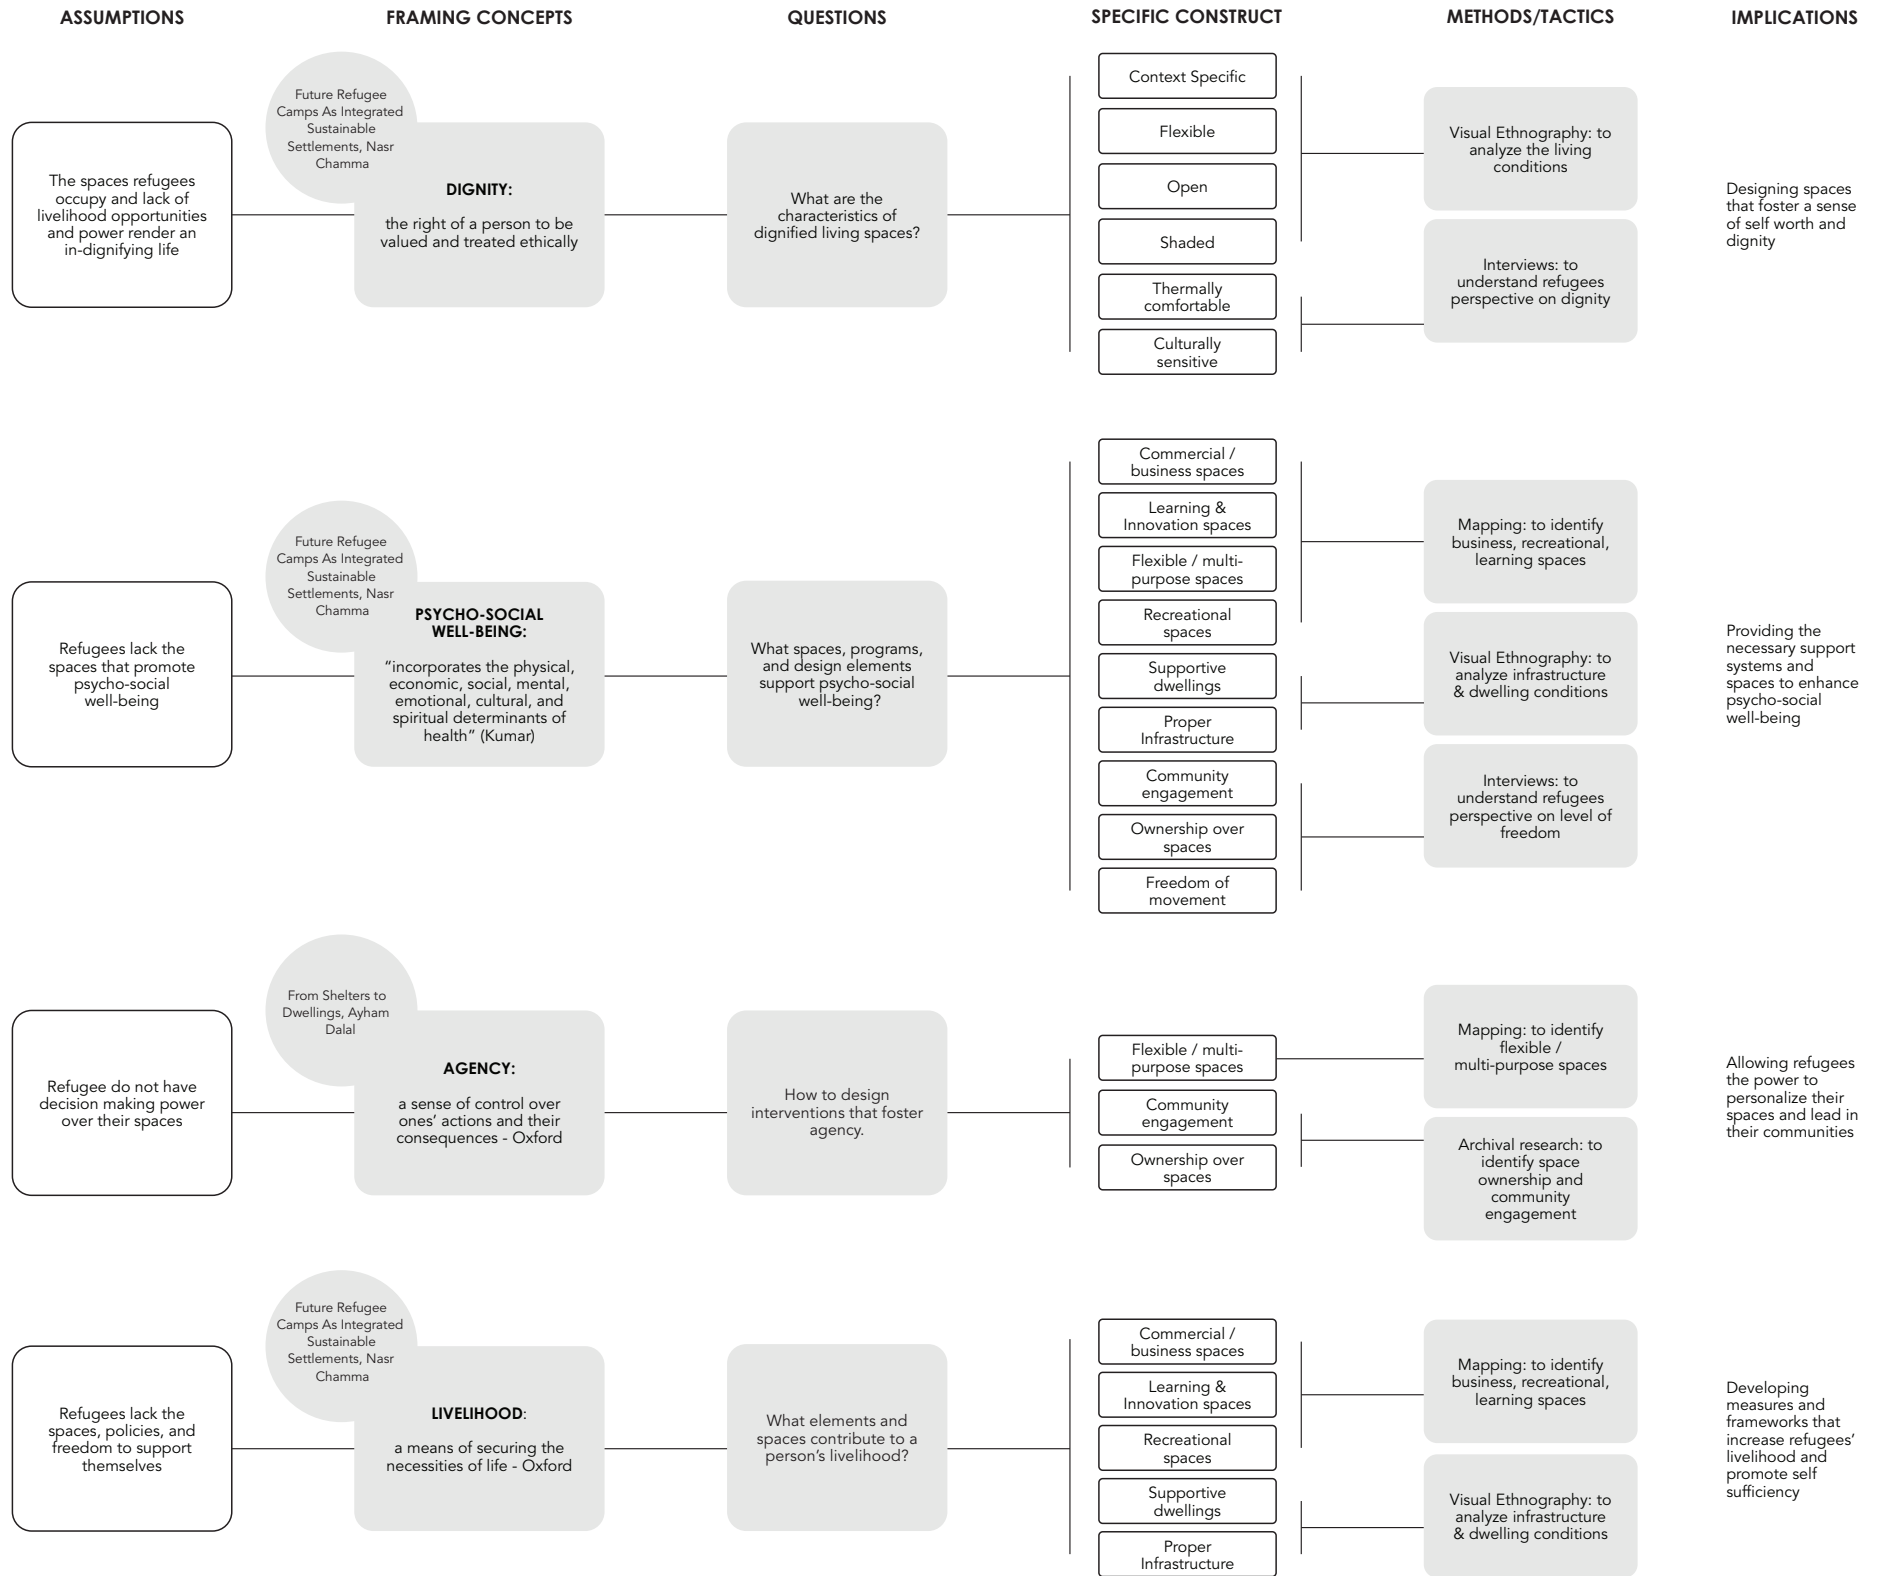 ASSUMPTIONS
FRAMING CONCEPTS
QUESTIONS
SPECIFIC CONSTRUCT
METHODS/TACTICS
IMPLICATIONS
The spaces refugees
occupy and lack of
livelihood opportunities
and power render an
in-dignifying life
Future Refugee
Camps As Integrated
Sustainable
Settlements, Nasr
Chamma
DIGNITY:
the right of a person to be
valued and treated ethically
What are the
characteristics of
dignified living spaces?
Context Specific
Flexible
Open
Shaded
Thermally
comfortable
Culturally
sensitive
Visual Ethnography: to
analyze the living
conditions
Interviews: to
understand refugees
perspective on dignity
Designing spaces
that foster a sense
of self worth and
dignity
Refugees lack the
spaces that promote
psycho-social
well-being
Future Refugee
Camps As Integrated
Sustainable
Settlements, Nasr
Chamma
PSYCHO-SOCIAL
WELL-BEING:
“incorporates the physical,
economic, social, mental,
emotional, cultural, and
spiritual determinants of
health” (Kumar)
What spaces, programs,
and design elements
support psycho-social
well-being?
Commercial /
business spaces
Learning &
Innovation spaces
Flexible / multi-
purpose spaces
Recreational
spaces
Supportive
dwellings
Proper
Infrastructure
Community
engagement
Ownership over
spaces
Freedom of
movement
Mapping: to identify
business, recreational,
learning spaces
Visual Ethnography: to
analyze infrastructure
& dwelling conditions
Interviews: to
understand refugees
perspective on level of
freedom
Providing the
necessary support
systems and
spaces to enhance
psycho-social
well-being
Refugee do not have
decision making power
over their spaces
From Shelters to
Dwellings, Ayham
Dalal
AGENCY:
a sense of control over
ones’ actions and their
consequences - Oxford
How to design
interventions that foster
agency.
Flexible / multi-
purpose spaces
Community
engagement
Ownership over
spaces
Mapping: to identify
flexible /
multi-purpose spaces
Archival research: to
identify space
ownership and
community
engagement
Allowing refugees
the power to
personalize their
spaces and lead in
their communities
Refugees lack the
spaces, policies, and
freedom to support
themselves
Future Refugee
Camps As Integrated
Sustainable
Settlements, Nasr
Chamma
LIVELIHOOD:
a means of securing the
necessities of life - Oxford
What elements and
spaces contribute to a
person’s livelihood?
Commercial /
business spaces
Learning &
Innovation spaces
Recreational
spaces
Supportive
dwellings
Proper
Infrastructure
Mapping: to identify
business, recreational,
learning spaces
Visual Ethnography: to
analyze infrastructure
& dwelling conditions
Developing
measures and
frameworks that
increase refugees’
livelihood and
promote self
sufficiency